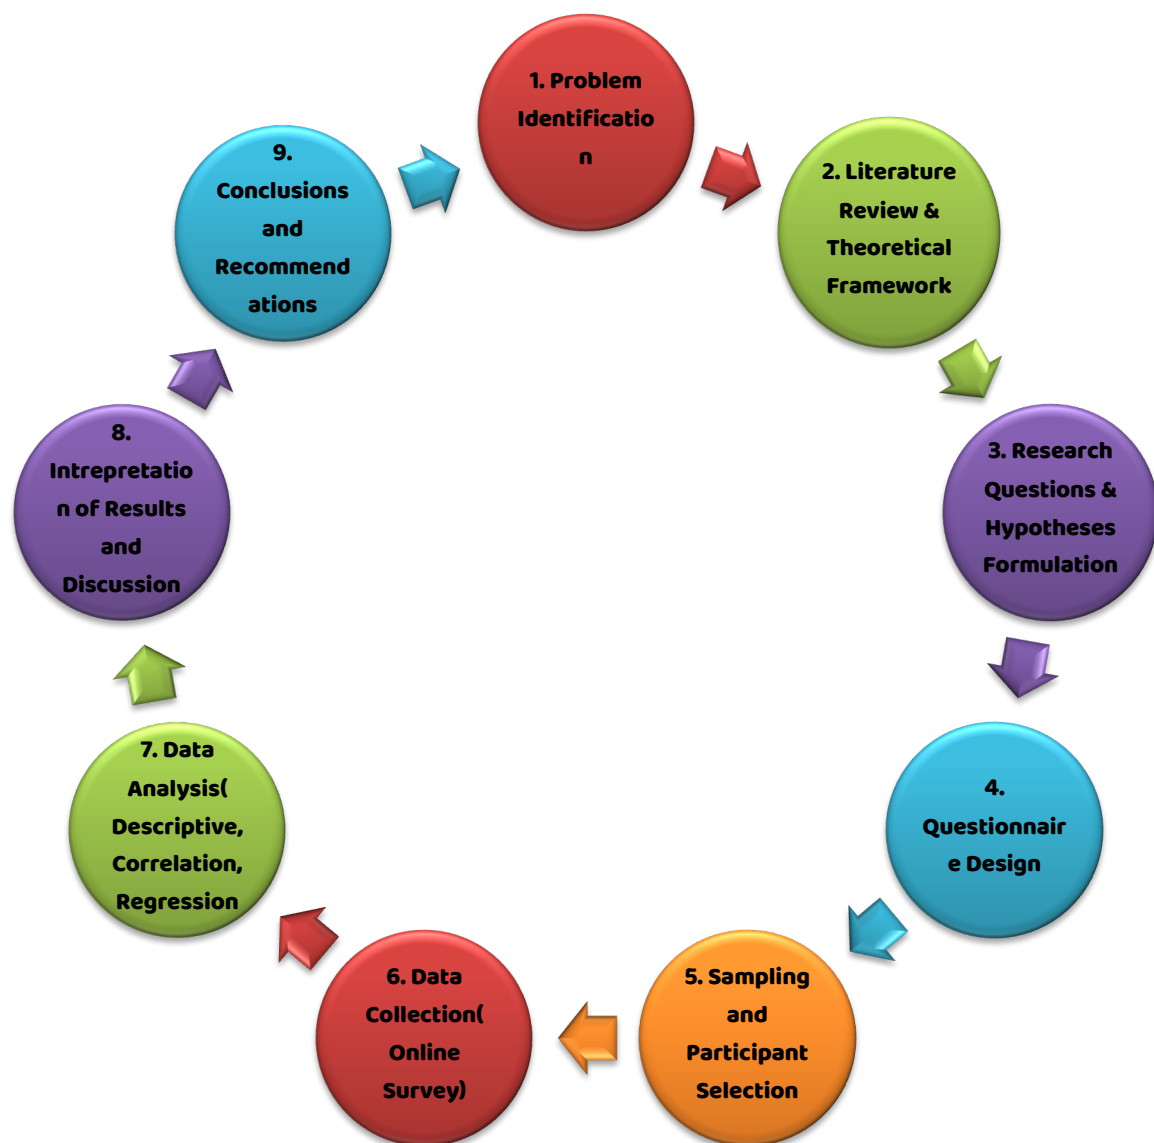 1. Problem
Identificatio
n
2. Literature
Review &
Theoretical
Framework
3. Research
Questions &
Hypotheses
Formulation
4.
Questionnair
e Design
5. Sampling
and
Participant
Selection
6. Data
Collection(
Online
Survey)
7. Data
Analysis(
Descriptive,
Correlation,
Regression
8.
Intrepretatio
n of Results
and
Discussion
9.
Conclusions
and
Recommend
ations